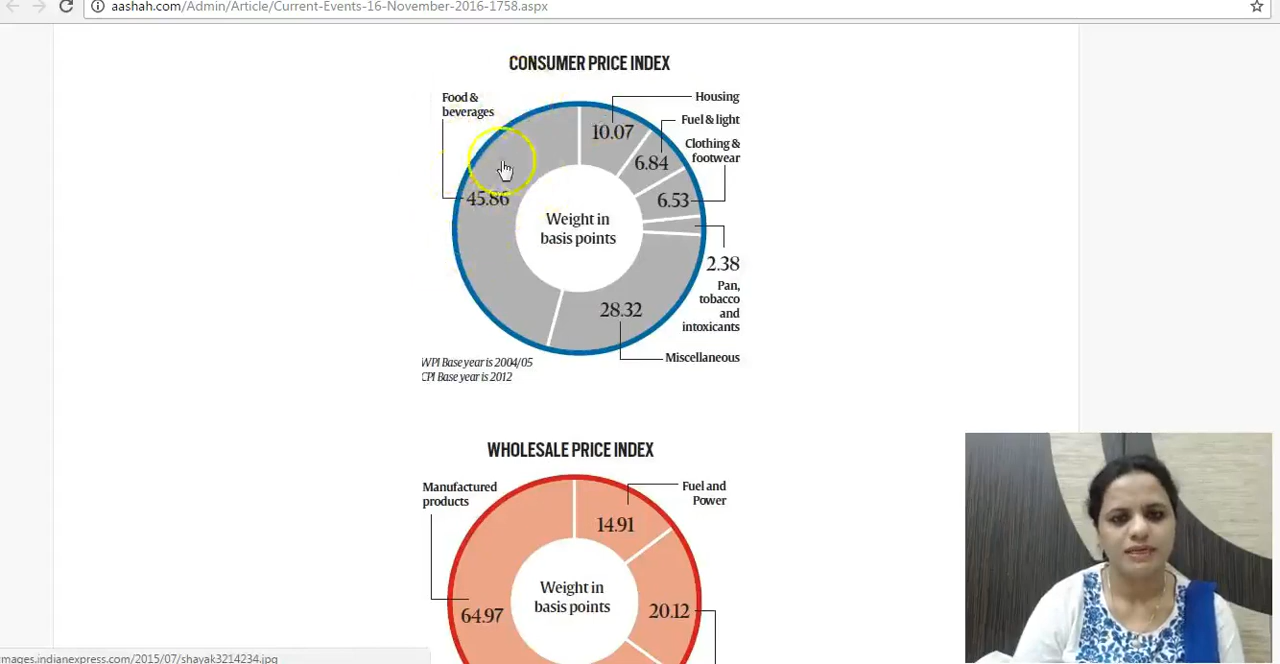 aashah.com/Admin/Article/Current-Events-16-November-2016-1758.aspx
CONSUMER PRICE INDEX
Food &
beverages
45.86
Housing
10.07
Fuel & light
6.84
Clothing &
footwear
6.53
2.38
Pan,
tobacco
and
intoxicants
28.32
Miscellaneous
Weight in
basis points
WPI Base year is 2004/05
CPI Base year is 2012
WHOLESALE PRICE INDEX
Manufactured
products
64.97
Fuel and
Power
14.91
20.12
Weight in
basis points
images.indianexpress.com/2015/07/shayak3214234.jpg